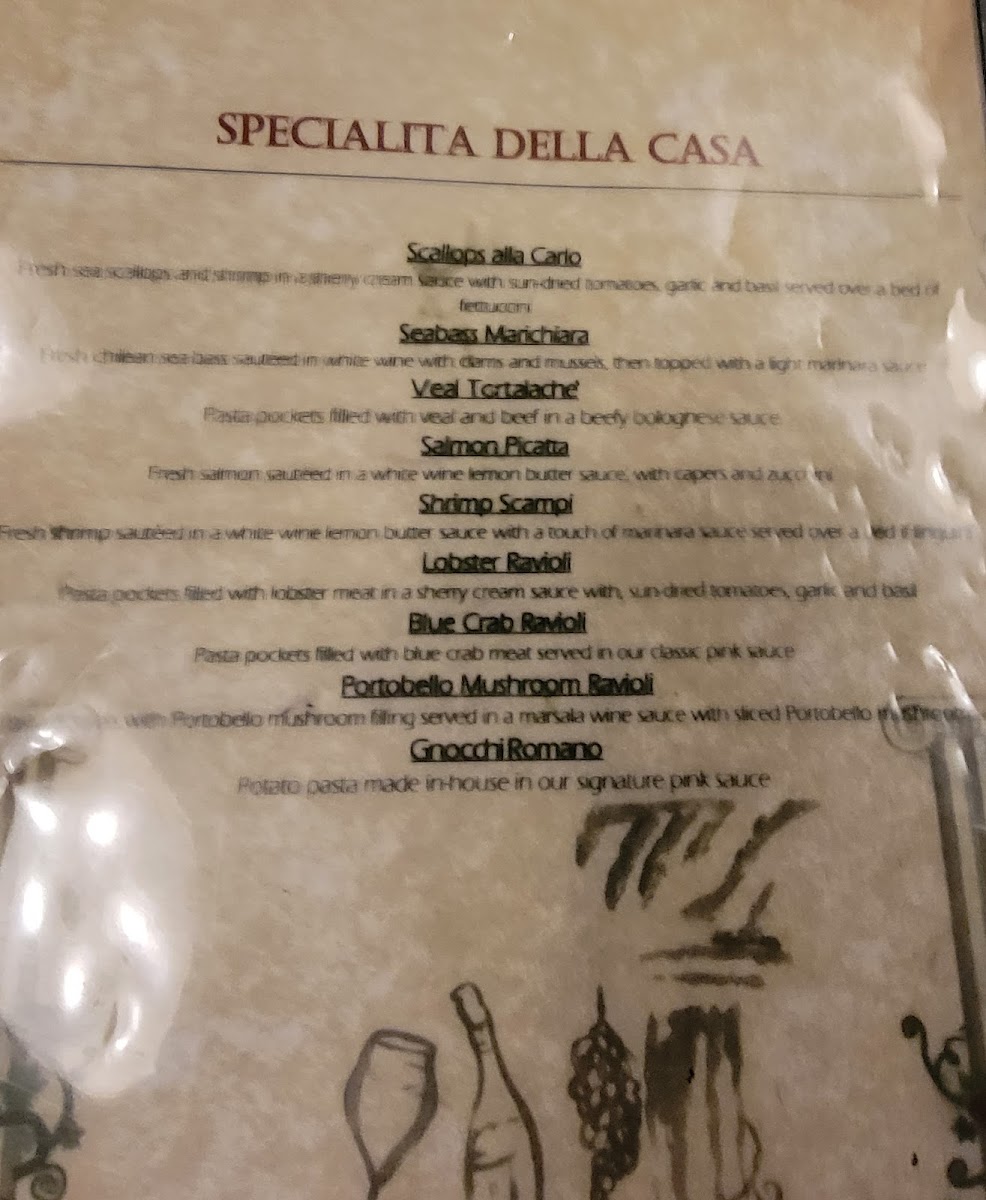 SPECIALITA DELLA CASA
Scallops alla Carlo
Fresh sea scallops and shrimp in a sherry cream sauce with sun-dried tomatoes, garlic and basil served over a bed of
fettuccini
Seabass Marichiara
Fresh chilean sea bass sauteed in white wine with clams and mussels, then topped with a light marinara sauce
Veal Tortalache'
Pasta pockets filled with veal and beef in a beefy bolognese sauce
Salmon Picatta
Fresh salmon sautéed in a white wine lemon butter sauce, with capers and zucchini
Shrimp Scampi
Fresh shrimp sautéed in a white wine lemon butter sauce with a touch of marinara sauce served over a bed if linguini
Lobster Ravioli
Pasta pockets filled with lobster meat in a sherry cream sauce with, sun-dried tomatoes, garlic and basil
Blue Crab Ravioli
Pasta pockets filled with blue crab meat served in our classic pink sauce
Portobello Mushroom Ravioli
with Portobello mushroom filling served in a marsala wine sauce with sliced Portobello mushrooms
Gnocchi Romano
Potato pasta made in-house in our signature pink sauce